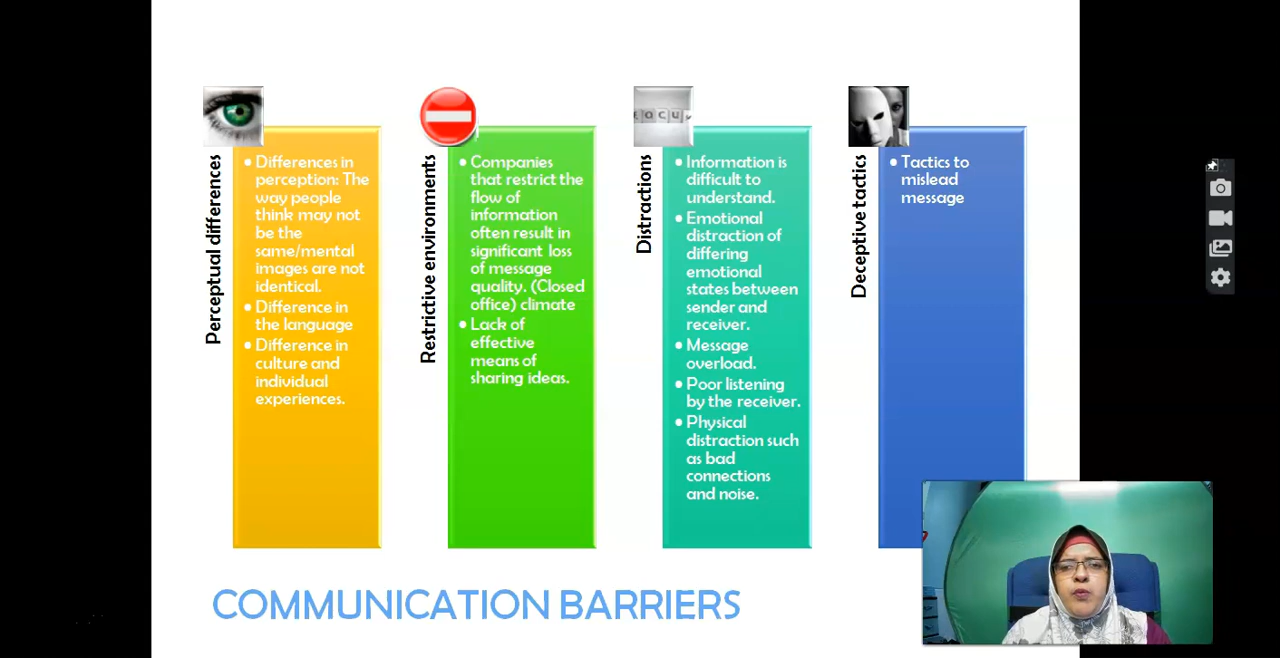 Perceptual differences
• Differences in
perception: The
way people
think may not
be the
same/mental
images are not
identical.
• Difference in
the language
• Difference in
culture and
individual
experiences.
Restrictive environments
• Companies
that restrict the
flow of
information
often result in
significant loss
of message
quality. (Closed
office) climate
• Lack of
effective
means of
sharing ideas.
OCU
Distractions
• Information is
difficult to
understand.
• Emotional
distraction of
differing
emotional
states between
sender and
receiver.
• Message
overload.
• Poor listening
by the receiver.
• Physical
distraction such
as bad
connections
and noise.
Deceptive tactics
• Tactics to
mislead
message
COMMUNICATION BARRIERS